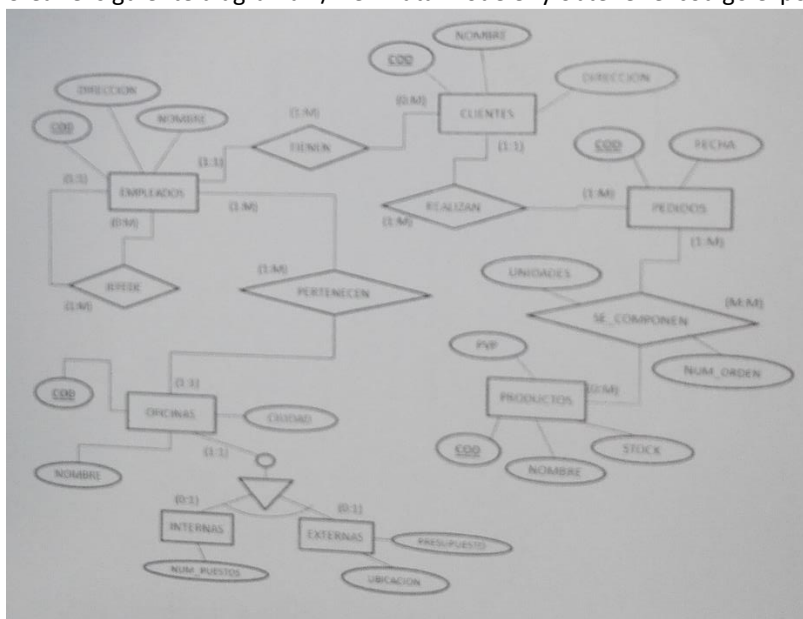 NOMBRE
COD
DIRECCION
DIRECCION
(1:M)
(0:M)
CLIENTES
COD
NOMBRE
(1:1)
TIENEN
(1:1)
COD
FECHA
(1:1)
EMPLEADOS
(0:M)
(1:M)
REALIZAN
(1:M)
(1:M)
PEDIDOS
(1:M)
(1:M)
UNIDADES
(1:M)
PERTENECEN
(M:M)
SE_COMPONEN
PVP
NUM_ORDEN
COD
(1:1)
PRODUCTOS
(0:M)
OFICINAS
CIUDAD
COD
STOCK
NOMBRE
(1:1)
NOMBRE
(0:1)
(0:1)
INTERNAS
EXTERNAS
PRESUPUESTO
NUM_PUESTOS
UBICACION